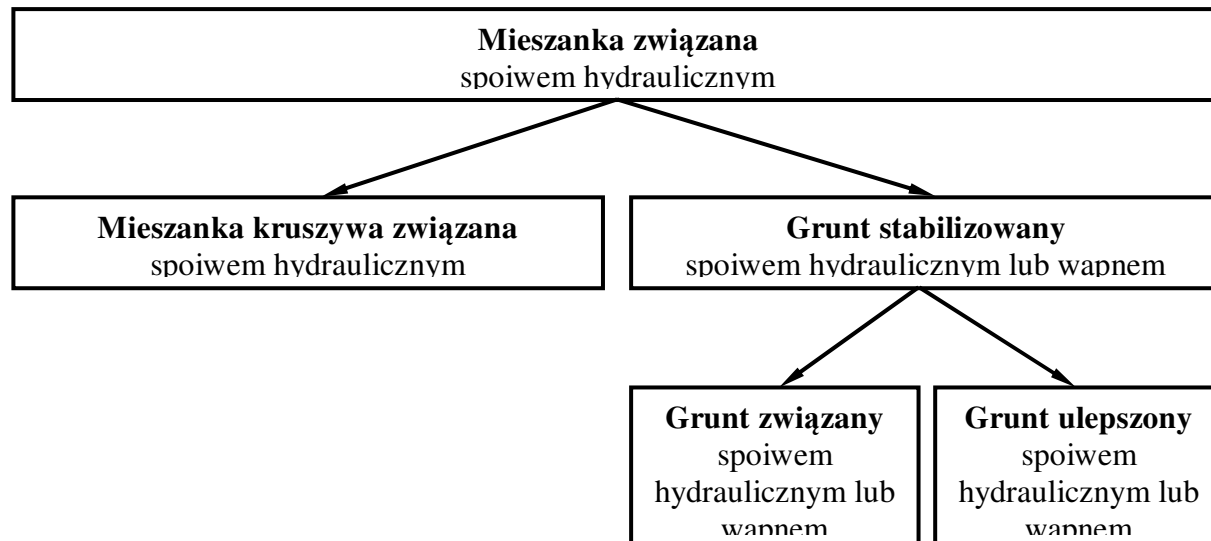 Mieszanka związana
spoiwem hydraulicznym
Mieszanka kruszywa związana
spoiwem hydraulicznym
Grunt stabilizowany
spoiwem hydraulicznym lub wapnem
Grunt związany
spoiwem
hydraulicznym lub
wapnem
Grunt ulepszony
spoiwem
hydraulicznym lub
wapnem